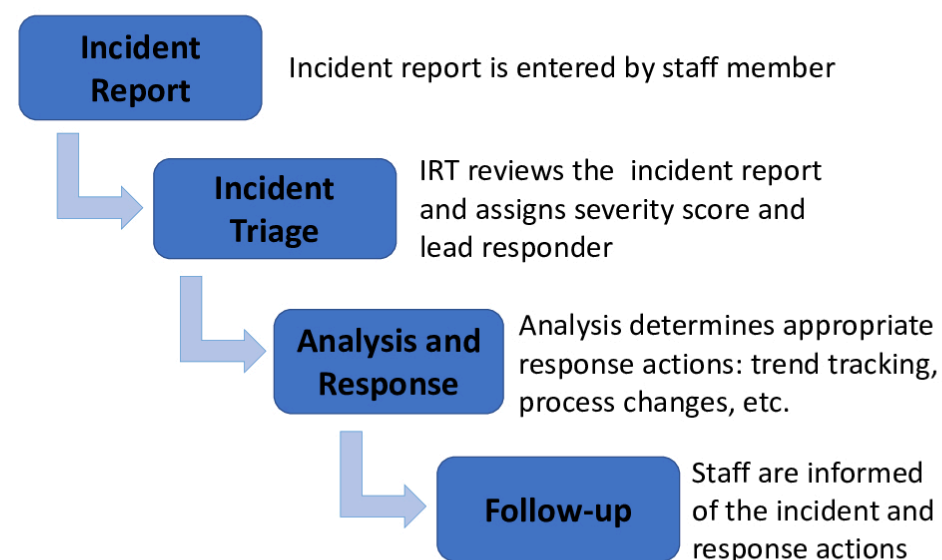 Incident
Report
Incident report is entered by staff member
Incident
Triage
IRT reviews the incident report
and assigns severity score and
lead responder
Analysis and
Response
Analysis determines appropriate
response actions: trend tracking,
process changes, etc.
Follow-up
Staff are informed
of the incident and
response actions